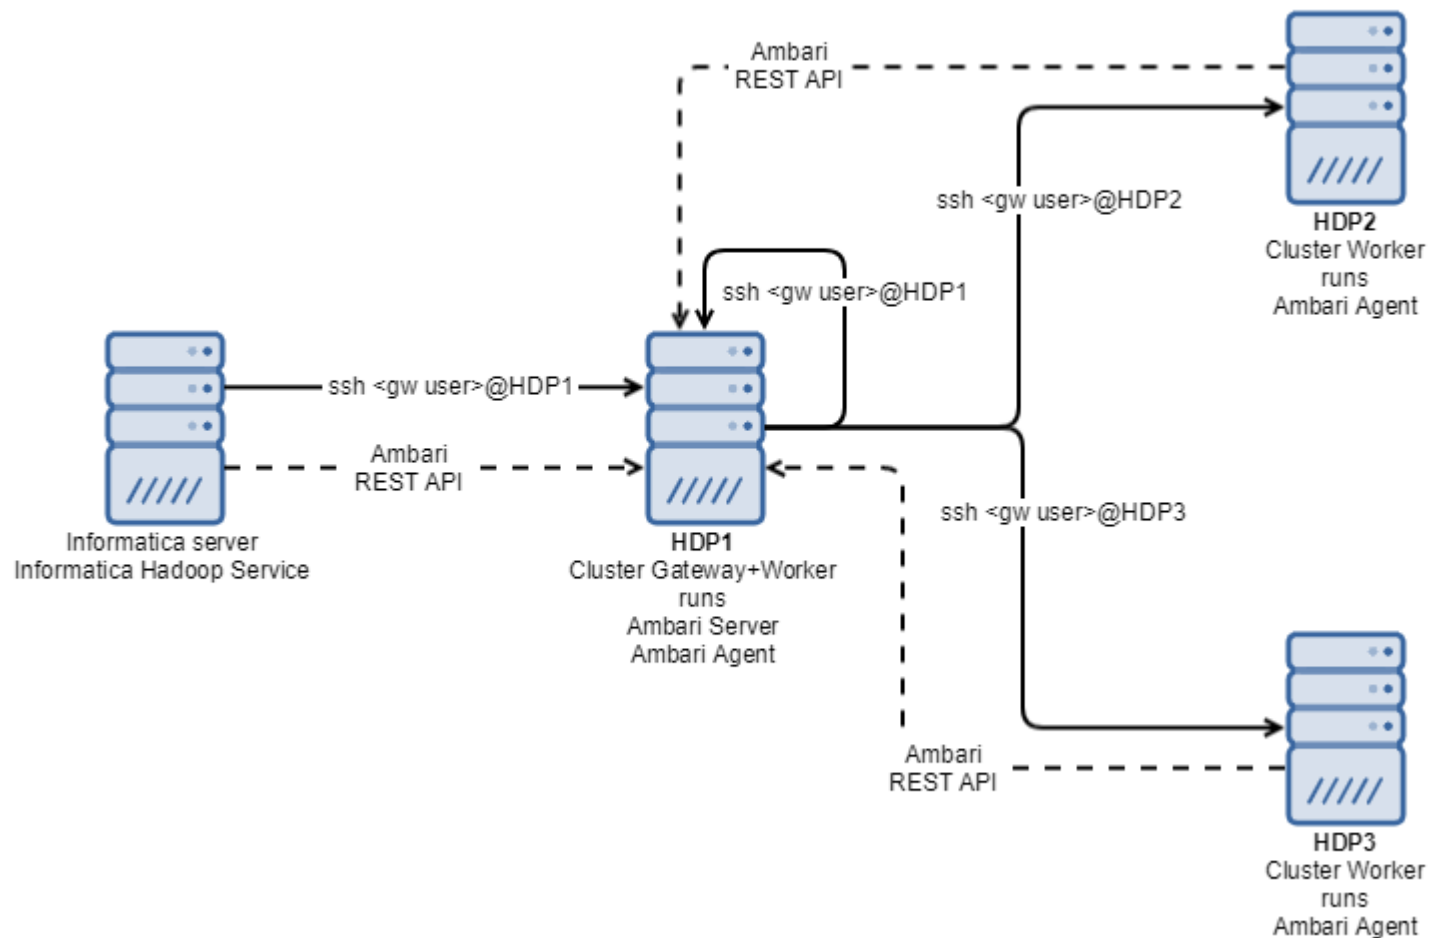 Ambari
REST API
ssh <gw user>@HDP2
HDP2
Cluster Worker
runs
Ambari Agent
ssh <gw user>@HDP1
ssh <gw user>@HDP1
Ambari
REST API
Informatica server
Informatica Hadoop Service
HDP1
Cluster Gateway+Worker
runs
Ambari Server
Ambari Agent
ssh <gw user>@HDP3
Ambari
REST API
HDP3
Cluster Worker
runs
Ambari Agent